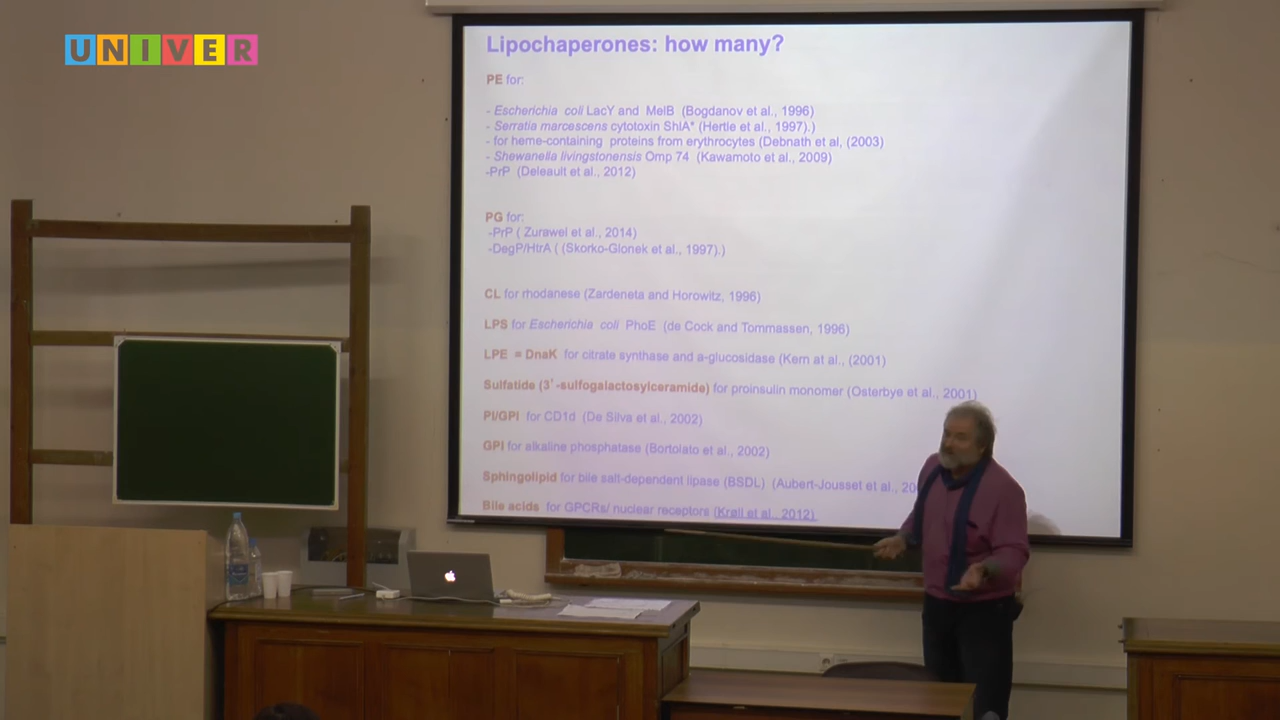 UNIVER
Lipochaperones: how many?
PE for:
- Escherichia coli LacY and MelB (Bogdanov et al., 1996)
- Serratia marcescens cytotoxin ShlA* (Hertle et al., 1997).)
- for heme-containing proteins from erythrocytes (Debnath et al, (2003)
- Shewanella livingstonensis Omp 74 (Kawamoto et al., 2009)
-PrP (Deleault et al., 2012)
PG for:
-PrP ( Zurawel et al., 2014)
-DegP/HtrA ( (Skorko-Glonek et al., 1997).)
CL for rhodanese (Zardeneta and Horowitz, 1996)
LPS for Escherichia coli PhoE (de Cock and Tommassen, 1996)
LPE = DnaK for citrate synthase and a-glucosidase (Kern at al., (2001)
Sulfatide (3' -sulfogalactosylceramide) for proinsulin monomer (Osterbye et al., 2001)
PI/GPI for CD1d (De Silva et al., 2002)
GPI for alkaline phosphatase (Bortolato et al., 2002)
Sphingolipid for bile salt-dependent lipase (BSDL) (Aubert-Jousset et al., 20
Bile acids for GPCRs/ nuclear receptors (et al., 2012)